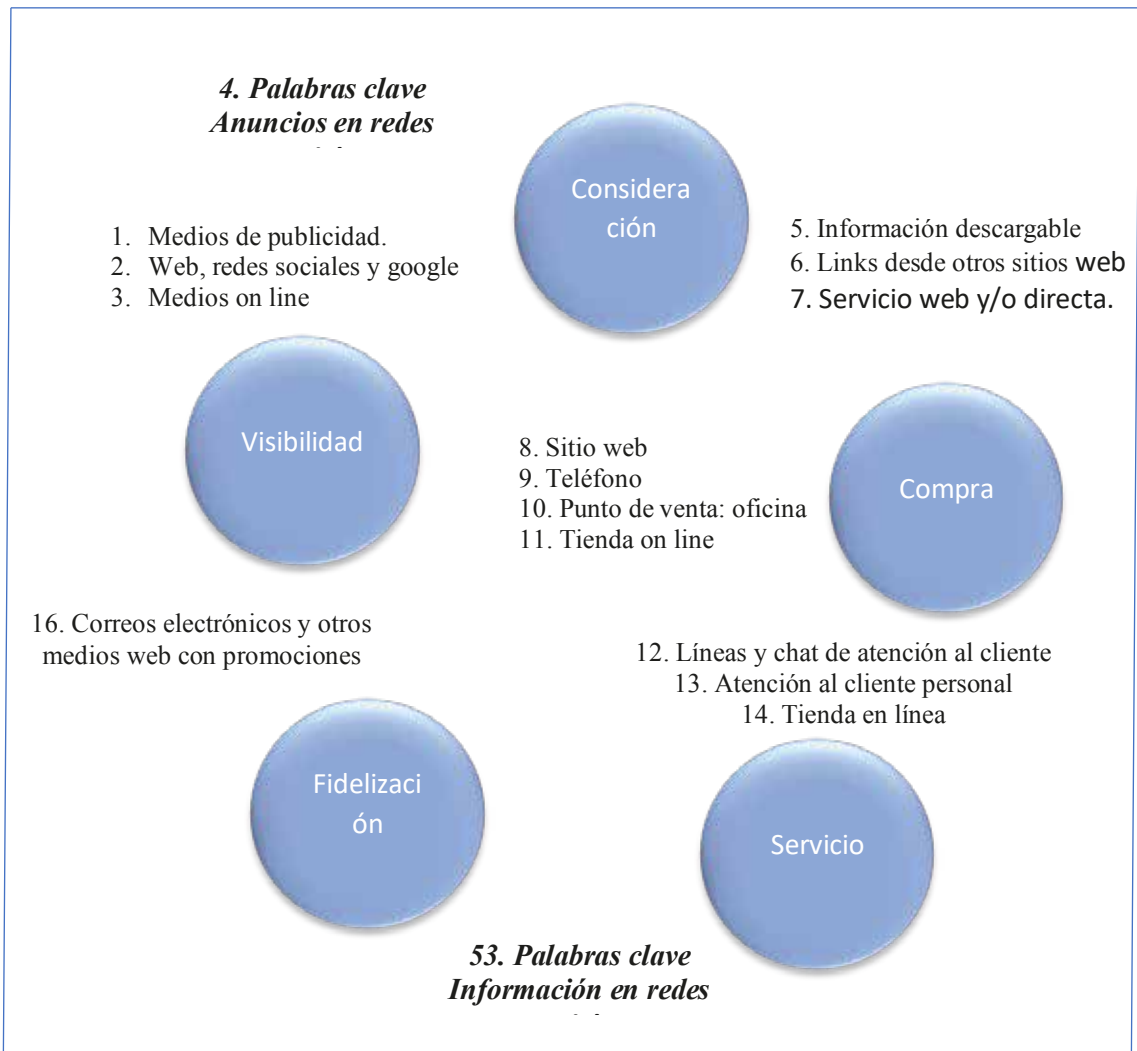 4. Palabras clave
Anuncios en redes
Considera
ción
1. Medios de publicidad.
2. Web, redes sociales y google
3. Medios on line
5. Información descargable
6. Links desde otros sitios web
7. Servicio web y/o directa.
Visibilidad
8. Sitio web
9. Teléfono
10. Punto de venta: oficina
11. Tienda on line
Compra
16. Correos electrónicos y otros
medios web con promociones
12. Líneas y chat de atención al cliente
13. Atención al cliente personal
14. Tienda en línea
Fidelizaci
ón
Servicio
53. Palabras clave
Información en redes